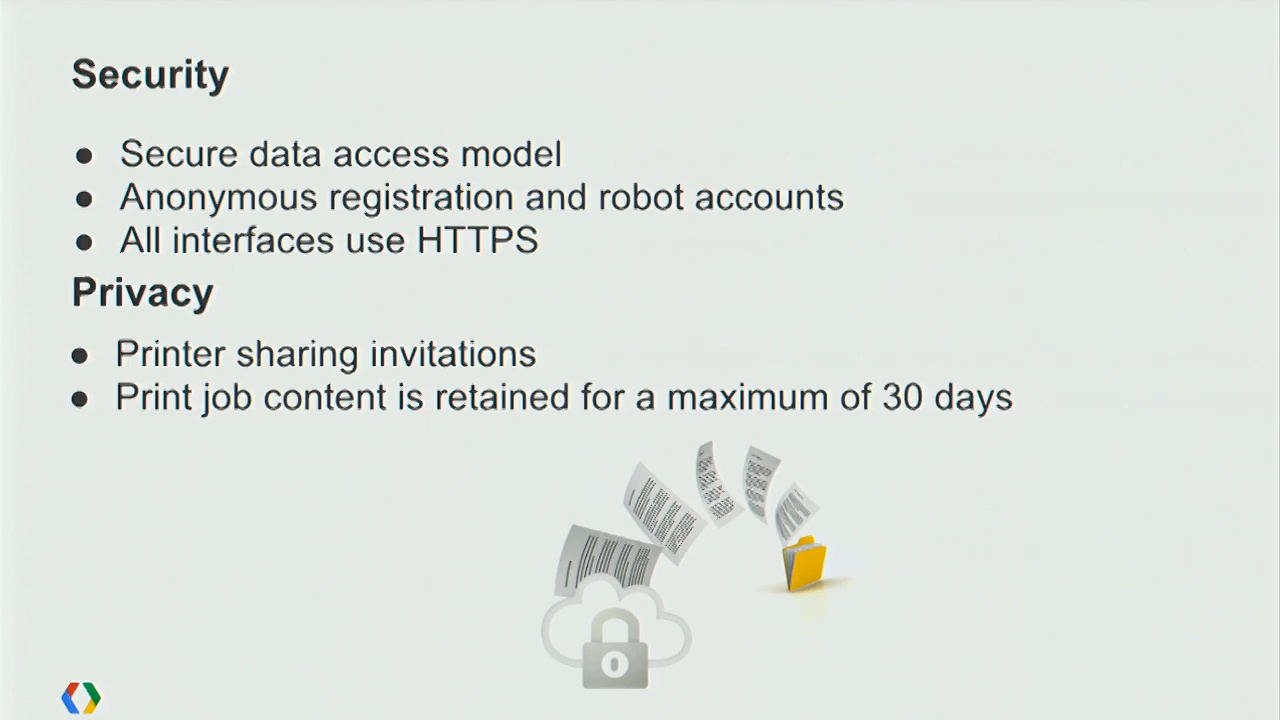 Security
● Secure data access model
● Anonymous registration and robot accounts
● All interfaces use HTTPS
Privacy
● Printer sharing invitations
● Print job content is retained for a maximum of 30 days